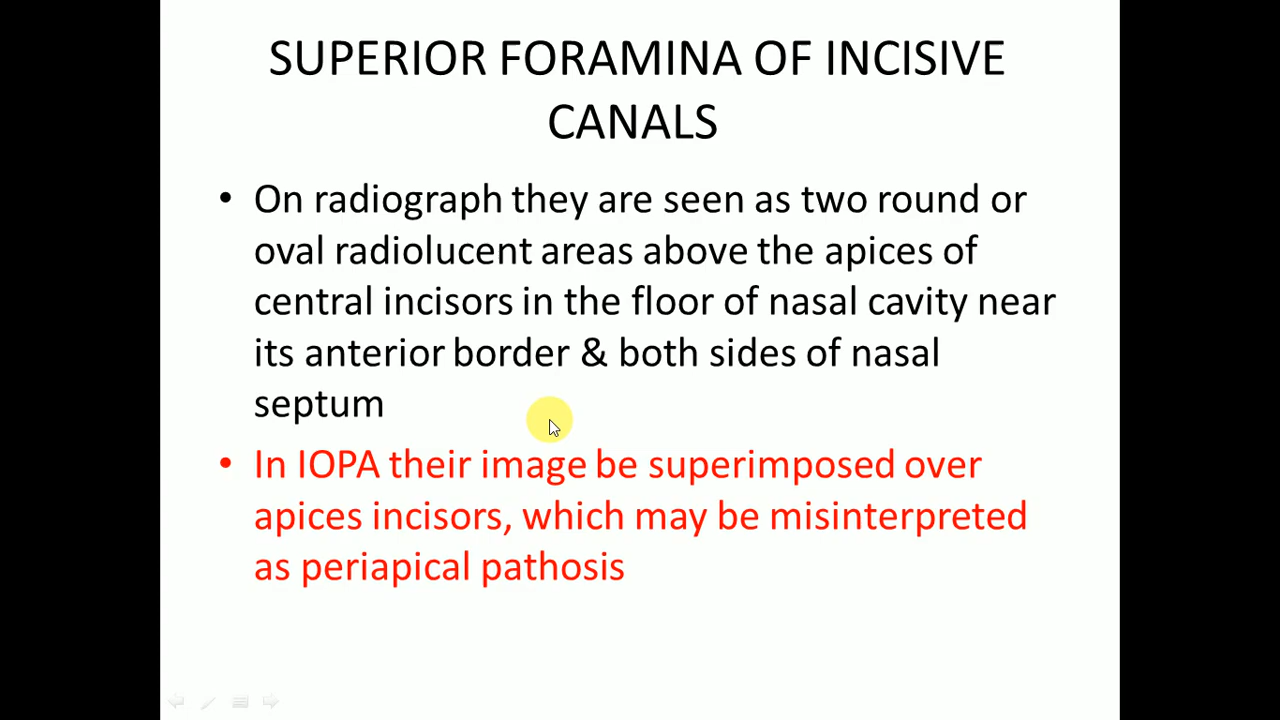 SUPERIOR FORAMINA OF INCISIVE
CANALS
• On radiograph they are seen as two round or
oval radiolucent areas above the apices of
central incisors in the floor of nasal cavity near
its anterior border & both sides of nasal
septum
• In IOPA their image be superimposed over
apices incisors, which may be misinterpreted
as periapical pathosis